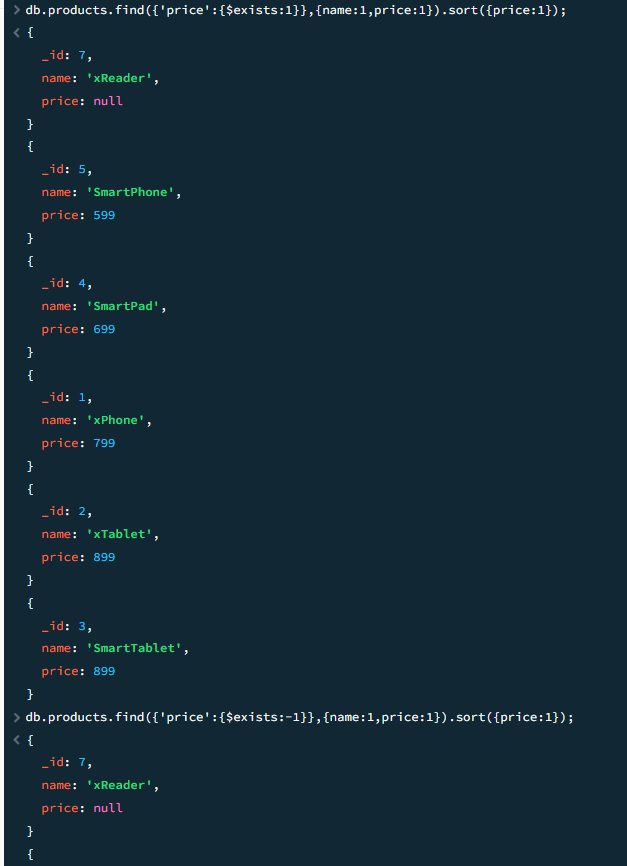 > db.products.find({'price':{$exists:1}},{name:1,price:1}).sort({price:1});
< {
_id: 7,
name: 'xReader',
price: null
}
{
_id: 5,
name: 'SmartPhone',
price: 599
}
{
_id: 4,
name: 'SmartPad',
price: 699
}
{
_id: 1,
name: 'xPhone',
price: 799
}
{
_id: 2,
name: 'xTablet',
price: 899
}
{
_id: 3,
name: 'SmartTablet',
price: 899
}
> db.products.find({'price':{$exists:-1}},{name:1,price:1}).sort({price:1});
< {
_id: 7,
name: 'xReader',
price: null
}
{